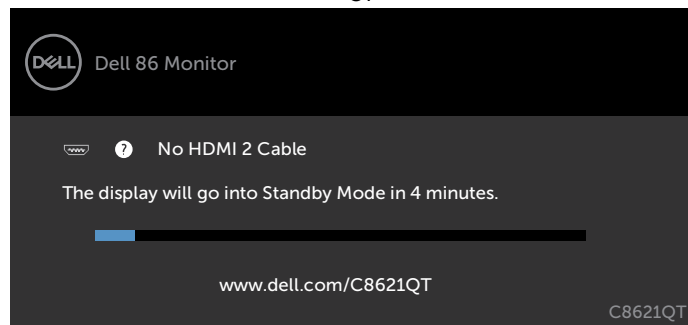 DELL
Dell 86 Monitor
? No HDMI 2 Cable
The display will go into Standby Mode in 4 minutes.
www.dell.com/C8621QT
C8621QT